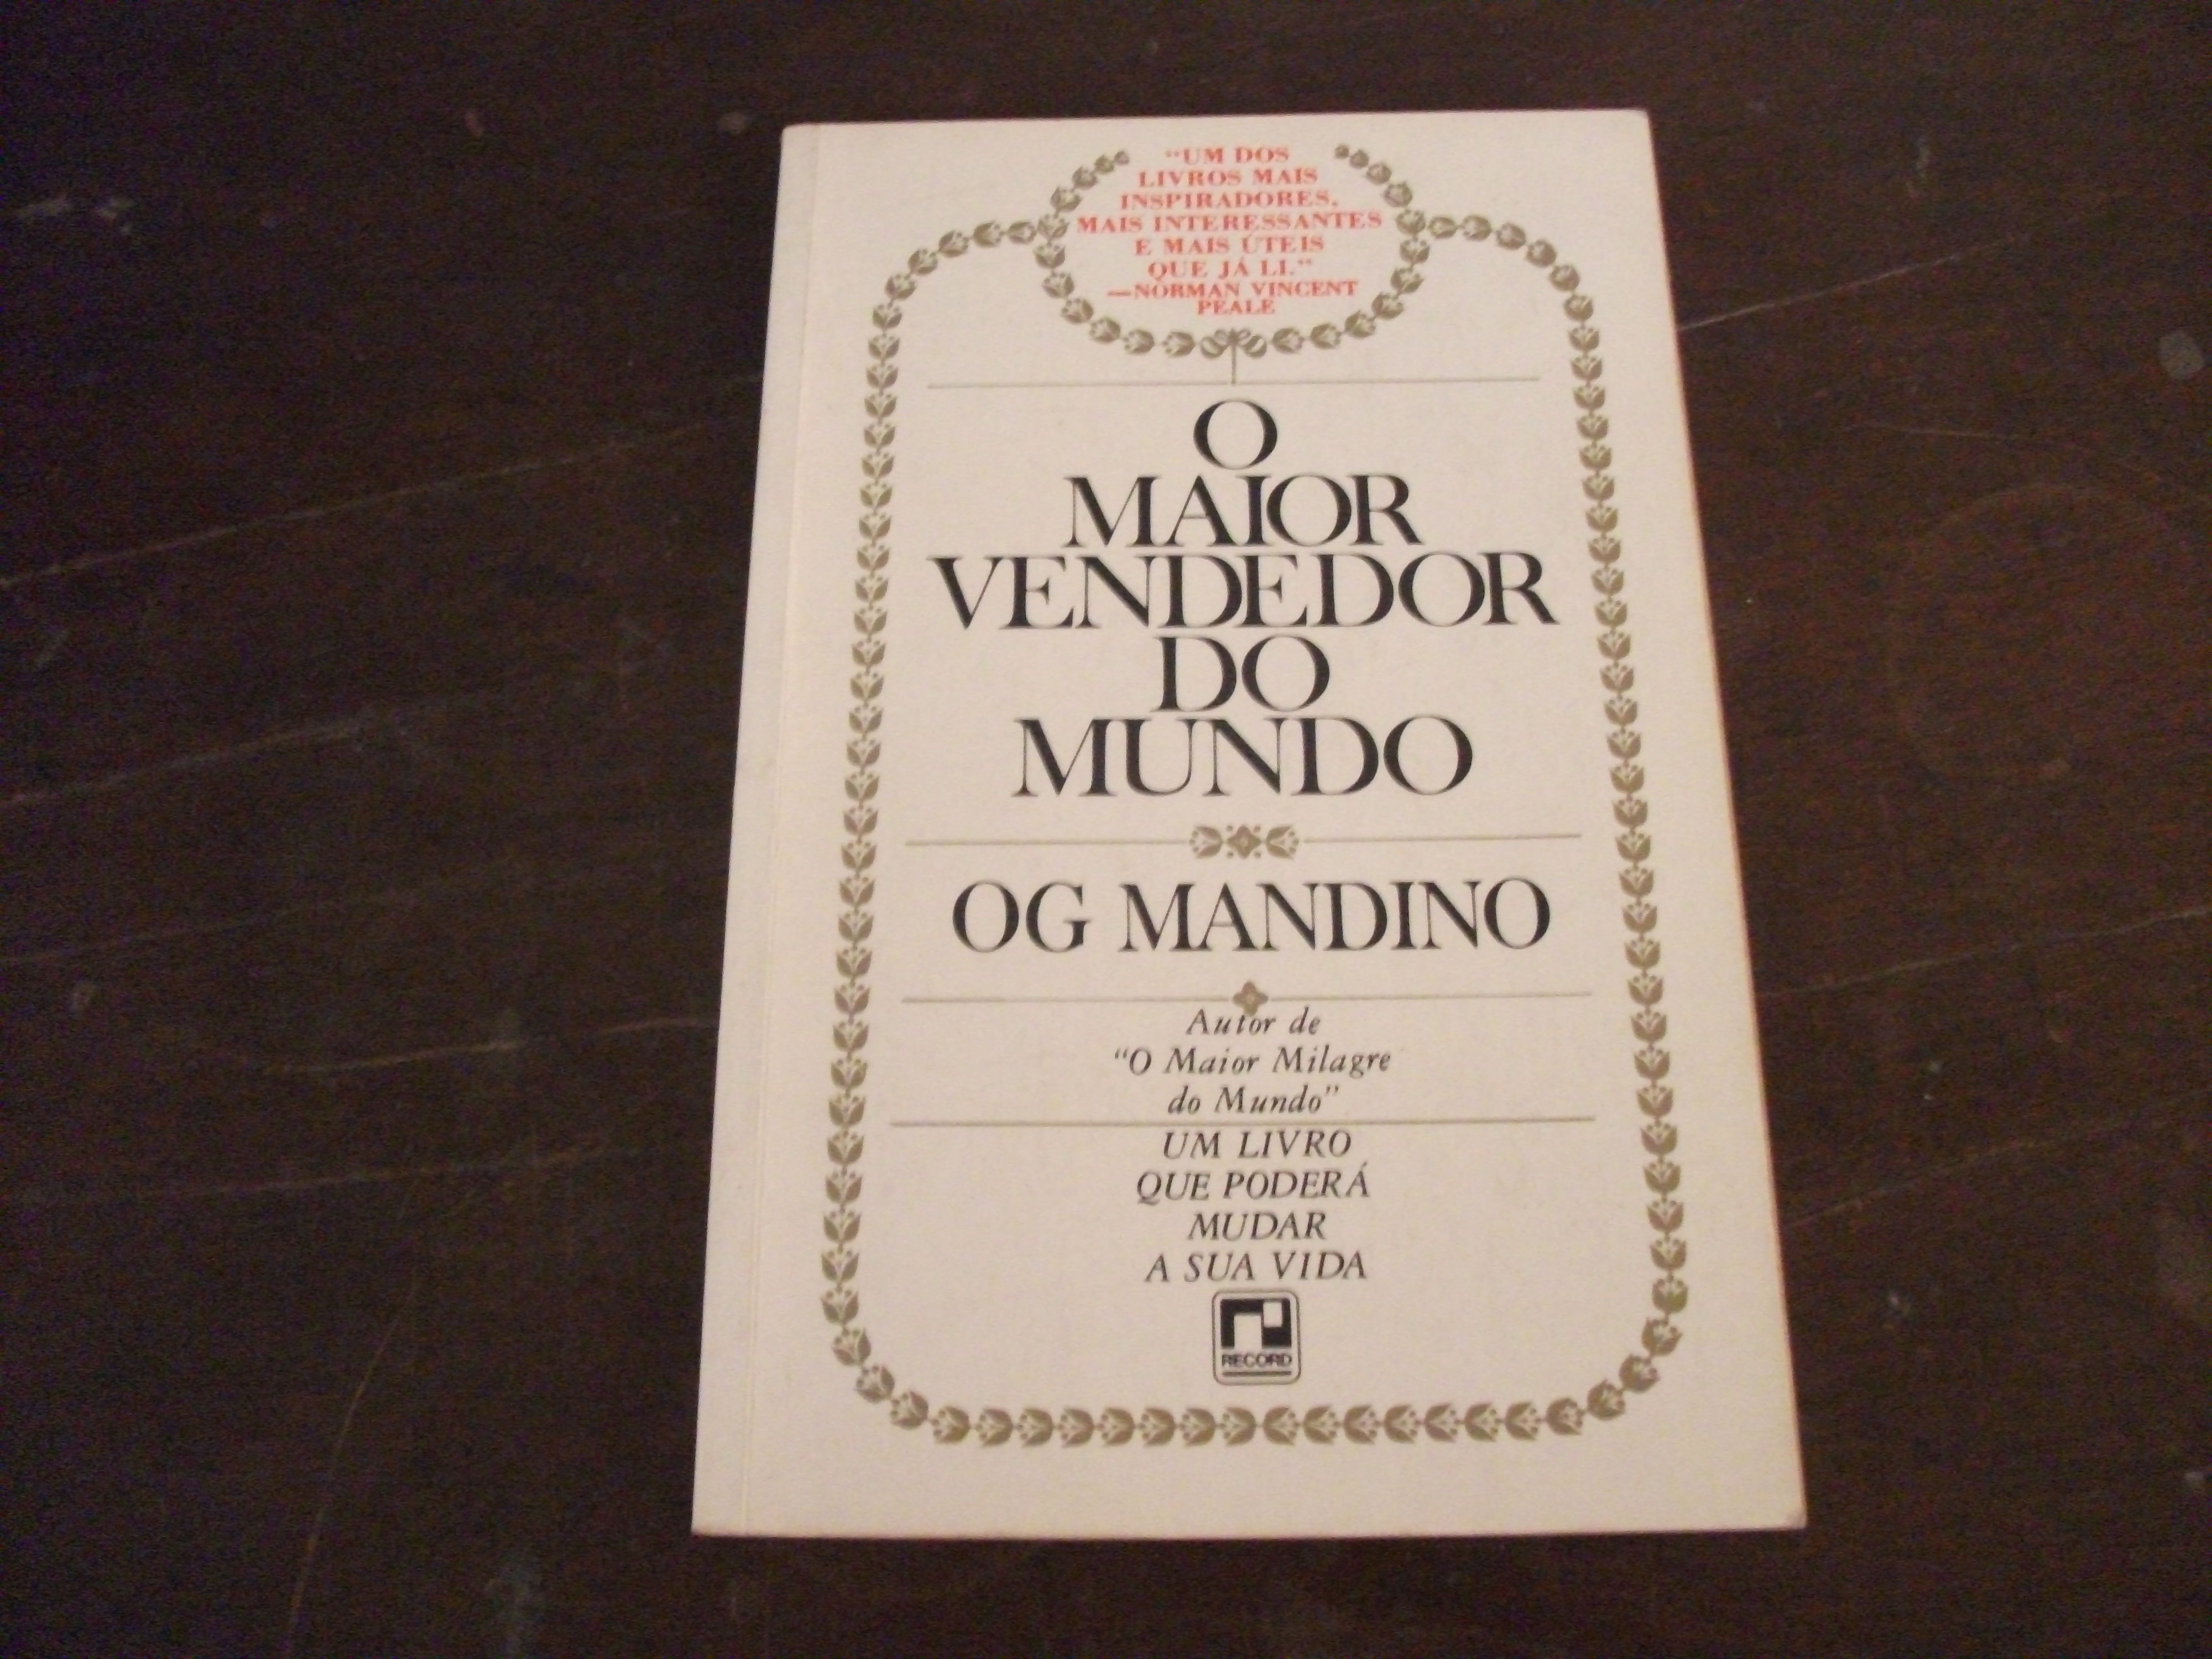 "UM DOS
LIVROS MAIS
INSPIRADORES,
MAIS INTERESSANTES
E MAIS ÚTEIS
QUE JÁ LI."
—NORMAN VINCENT
PEALE
O
MAIOR
VENDEDOR
DO
MUNDO
OG MANDINO
Autor de
"O Maior Milagre
do Mundo"
UM LIVRO
QUE PODERÁ
MUDAR
A SUA VIDA
RECORD